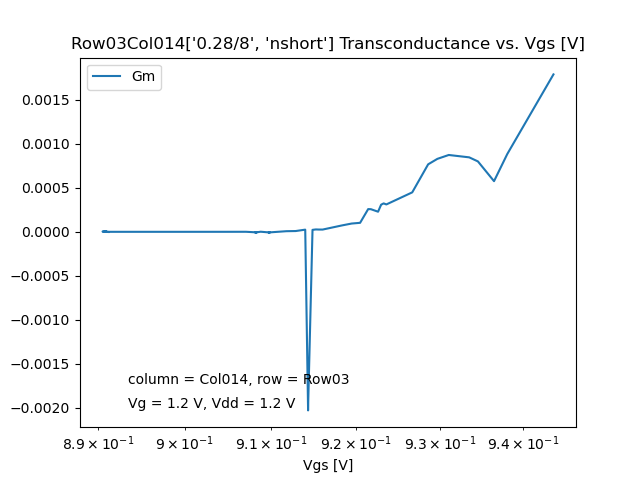 Row03Col014['0.28/8', 'nshort'] Transconductance vs. Vgs [V]
Gm
0.0015
0.0010
0.0005
0.0000
−0.0005
−0.0010
−0.0015
−0.0020
column = Col014, row = Row03
Vg = 1.2 V, Vdd = 1.2 V
8.9 × 10⁻¹ 9 × 10⁻¹ 9.1 × 10⁻¹ 9.2 × 10⁻¹ 9.3 × 10⁻¹ 9.4 × 10⁻¹
Vgs [V]